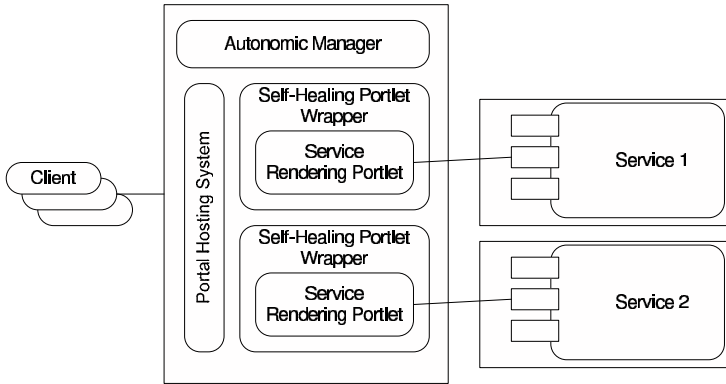 Autonomic Manager
Client
Portal Hosting System
Self-Healing Portlet
Wrapper
Service
Rendering Portlet
Service 1
Self-Healing Portlet
Wrapper
Service
Rendering Portlet
Service 2